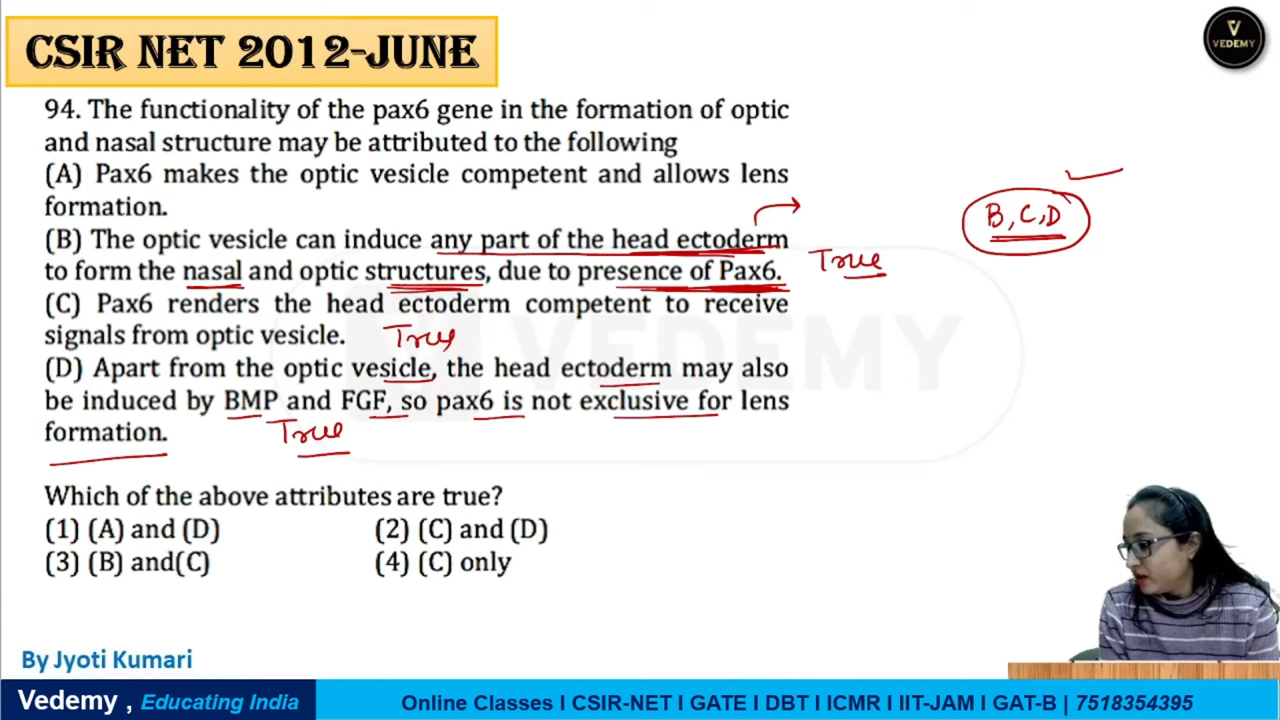 CSIR NET 2012-JUNE
V
VEDEMY
94. The functionality of the pax6 gene in the formation of optic
and nasal structure may be attributed to the following
(A) Pax6 makes the optic vesicle competent and allows lens
formation.
(B) The optic vesicle can induce any part of the head ectoderm
to form the nasal and optic structures, due to presence of Pax6.
True
B, C, D
(C) Pax6 renders the head ectoderm competent to receive
signals from optic vesicle.
True
(D) Apart from the optic vesicle, the head ectoderm may also
be induced by BMP and FGF, so pax6 is not exclusive for lens
formation.
True
VEDEMY
Which of the above attributes are true?
(1) (A) and (D) (2) (C) and (D)
(3) (B) and(C) (4) (C) only
By Jyoti Kumari
Vedemy , Educating India
Online Classes I CSIR-NET I GATE I DBT I ICMR I IIT-JAM I GAT-B | 7518354395